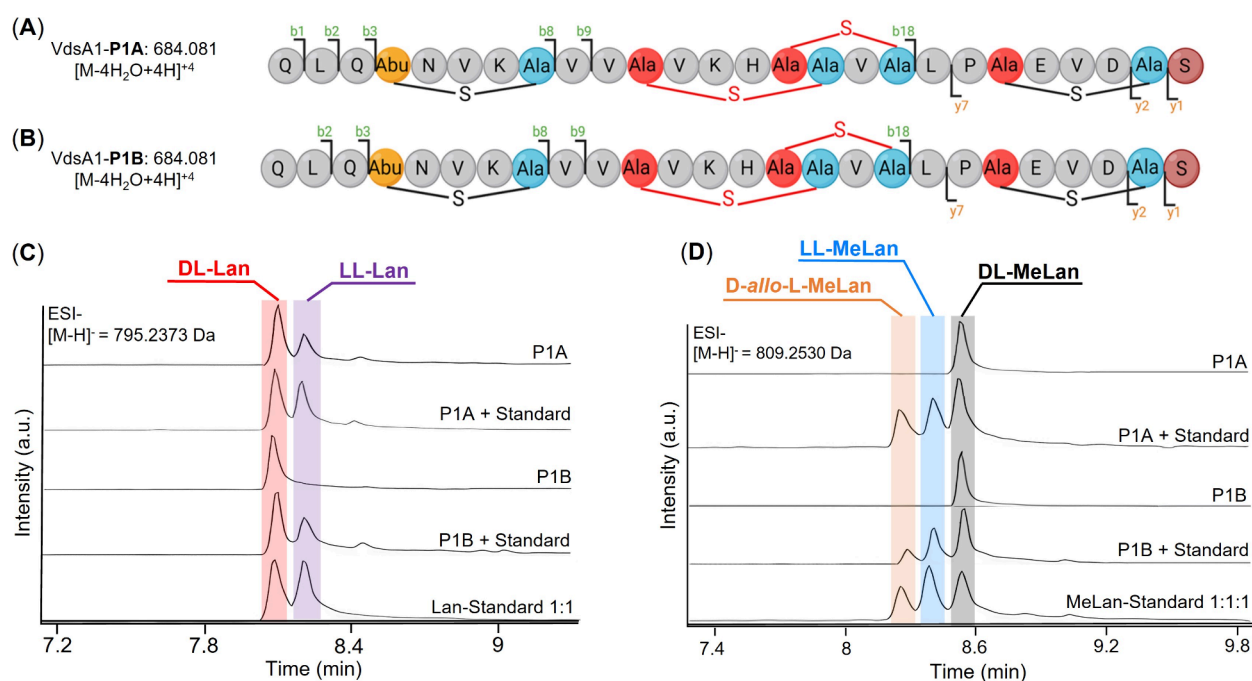 (A)
VdsA1-P1A: 684.081
[M-4H₂O+4H]⁺⁴
b1 b2 b3 b8 b9 S b18
Q L Q Abu N V K Ala V V Ala V K H Ala Ala V Ala L P Ala E V D Ala S
S S y7 S y2 y1
(B)
VdsA1-P1B: 684.081
[M-4H₂O+4H]⁺⁴
b2 b3 b8 b9 S b18
Q L Q Abu N V K Ala V V Ala V K H Ala Ala V Ala L P Ala E V D Ala S
S S y7 S y2 y1
(C)
DL-Lan
LL-Lan
ESI-
[M-H]⁻ = 795.2373 Da
P1A
P1A + Standard
P1B
P1B + Standard
Lan-Standard 1:1
Intensity (a.u.)
7.2 7.8 8.4 9
Time (min)
(D)
LL-MeLan
D-allo-L-MeLan
DL-MeLan
ESI-
[M-H]⁻ = 809.2530 Da
P1A
P1A + Standard
P1B
P1B + Standard
MeLan-Standard 1:1:1
Intensity (a.u.)
7.4 8 8.6 9.2 9.8
Time (min)